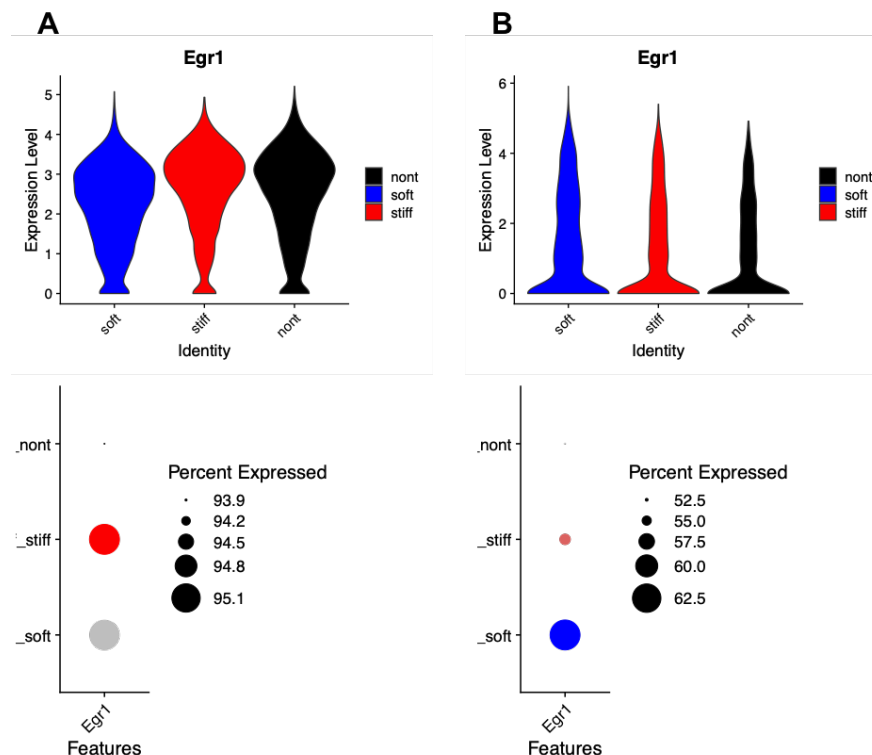 A
Egr1
Expression Level
5
4
3
2
1
0
soft
stiff
nont
Identity
nont
soft
stiff
B
Egr1
Expression Level
6
4
2
0
soft
stiff
nont
Identity
nont
soft
stiff
_nont
_stiff
_soft
Egr1
Features
Percent Expressed
93.9
94.2
94.5
94.8
95.1
_nont
_stiff
_soft
Egr1
Features
Percent Expressed
52.5
55.0
57.5
60.0
62.5